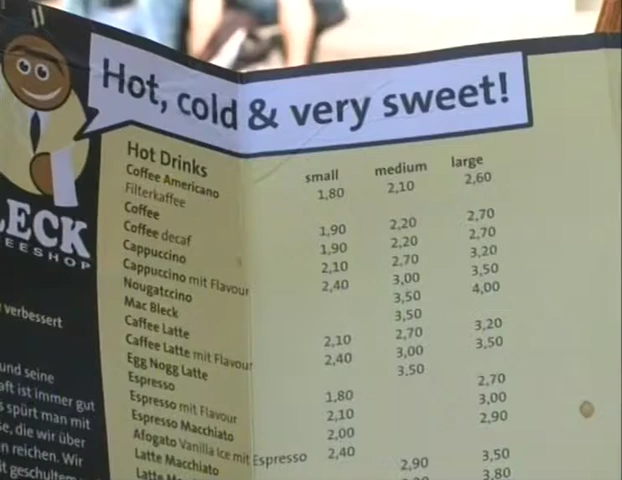 Hot, cold & very sweet!
LECK
EESHOP
Hot Drinks small medium large
Coffee Americano 1,80 2,10 2,60
Filterkaffee
Coffee 1,90 2,20 2,70
Coffee decaf 1,90 2,20 2,70
Cappuccino 2,10 2,70 3,20
Cappuccino mit Flavour 2,40 3,00 3,50
Nougatccino 3,50 4,00
Mac Bleck 3,50
Caffee Latte 2,10 2,70 3,20
Caffee Latte mit Flavour 2,40 3,00 3,50
Egg Nogg Latte 3,50
Espresso 1,80 2,70
Espresso mit Flavour 2,10 3,00
Espresso Macchiato 2,00 2,90
Afogato Vanilla Ice mit Espresso 2,40
Latte Macchiato 2,90 3,50
Latte 3,80
verbessert
und seine
aft ist immer gut
s spürt man mit
se, die wir über
n reichen. Wir
it geschultem